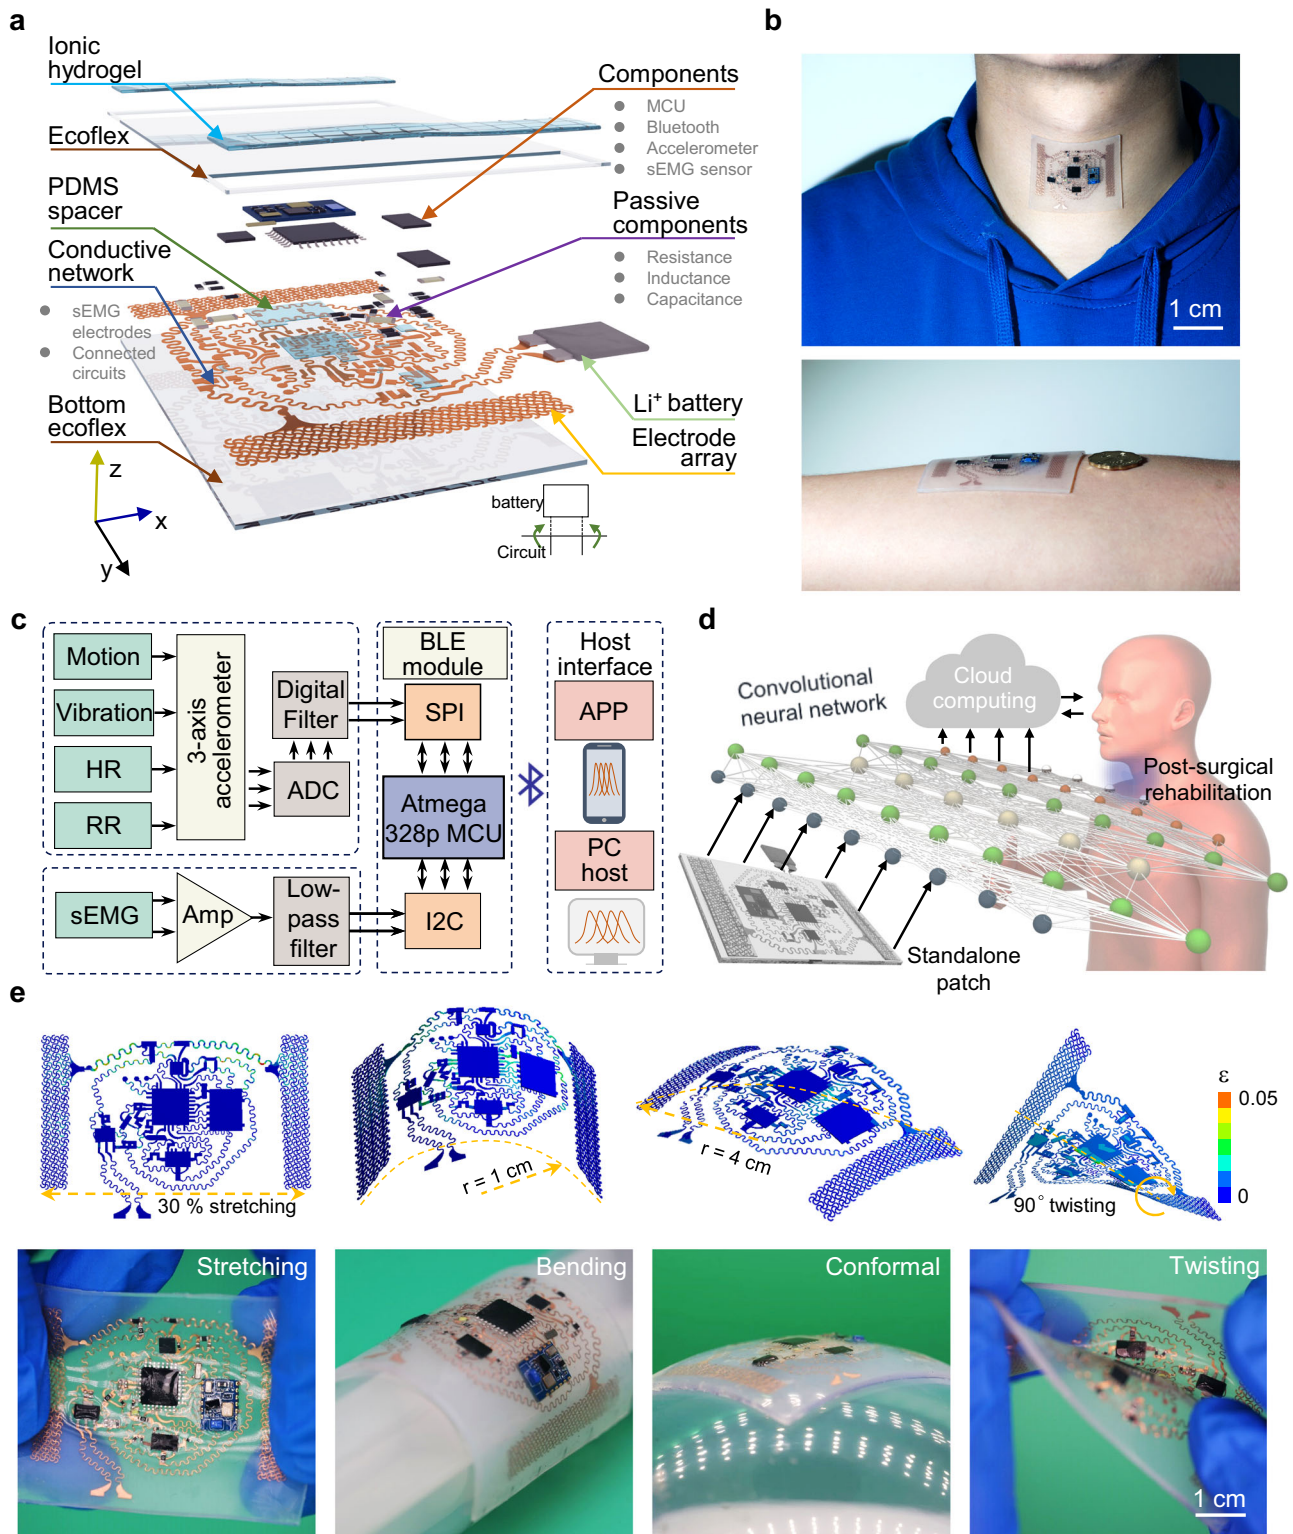 a
Ionic
hydrogel
Ecoflex
PDMS
spacer
Conductive
network
sEMG
electrodes
Connected
circuits
Bottom
ecoflex
Components
MCU
Bluetooth
Accelerometer
sEMG sensor
Passive
components
Resistance
Inductance
Capacitance
Li⁺ battery
Electrode
array
z
x
y
battery
Circuit
b
1 cm
c
Motion
Vibration
HR
RR
3-axis
accelerometer
Digital
Filter
ADC
sEMG
Amp
Low-
pass
filter
BLE
module
SPI
Atmega
328p MCU
I2C
Host
interface
APP
PC
host
d
Convolutional
neural network
Cloud
computing
Post-surgical
rehabilitation
Standalone
patch
e
30 % stretching
r = 1 cm
r = 4 cm
90° twisting
ε
0.05
0
Stretching
Bending
Conformal
Twisting
1 cm